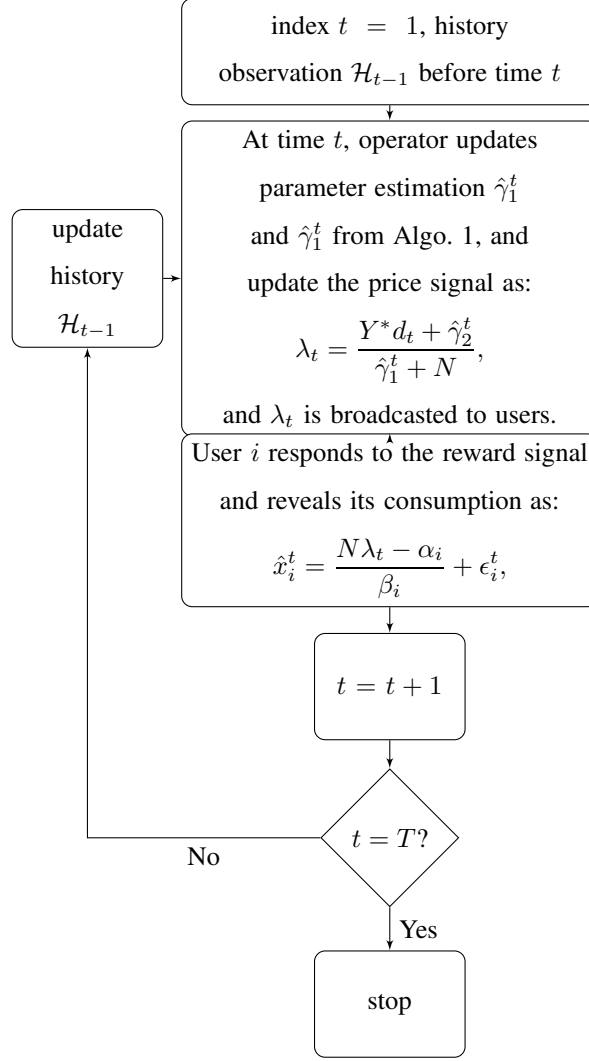 index t = 1, history
observation ℋ_{t−1} before time t
At time t, operator updates
parameter estimation γ̂_1^t
and γ̂_1^t from Algo. 1, and
update the price signal as:
λ_t = \frac{Y^* d_t + γ̂_2^t}{γ̂_1^t + N},
and λ_t is broadcasted to users.
update
history
ℋ_{t−1}
User i responds to the reward signal
and reveals its consumption as:
x̂_i^t = \frac{Nλ_t − α_i}{β_i} + ϵ_i^t,
t = t + 1
t = T?
No
Yes
stop